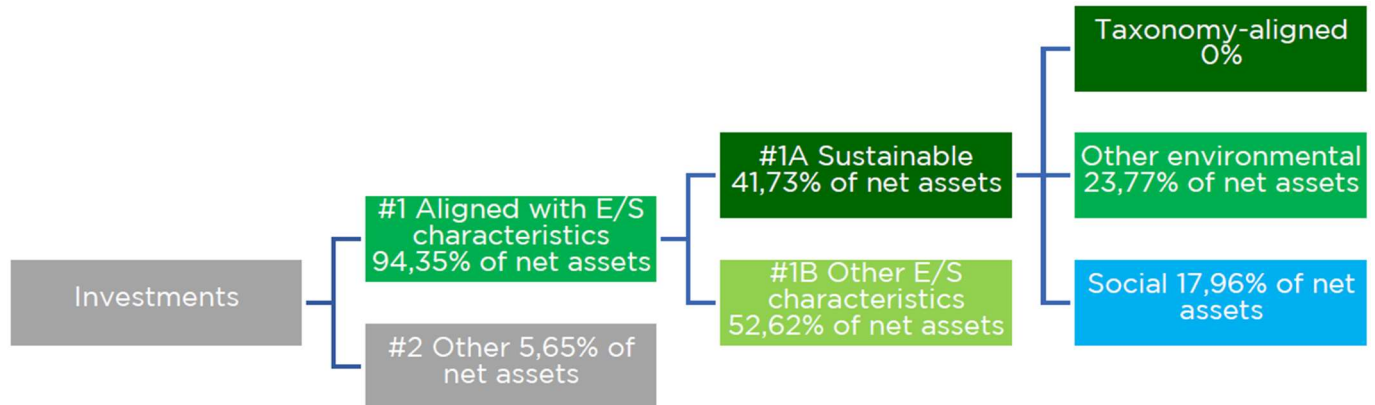 Investments
#1 Aligned with E/S
characteristics
94,35% of net assets
#2 Other 5,65% of
net assets
#1A Sustainable
41,73% of net assets
#1B Other E/S
characteristics
52,62% of net assets
Taxonomy-aligned
0%
Other environmental
23,77% of net assets
Social 17,96% of net
assets